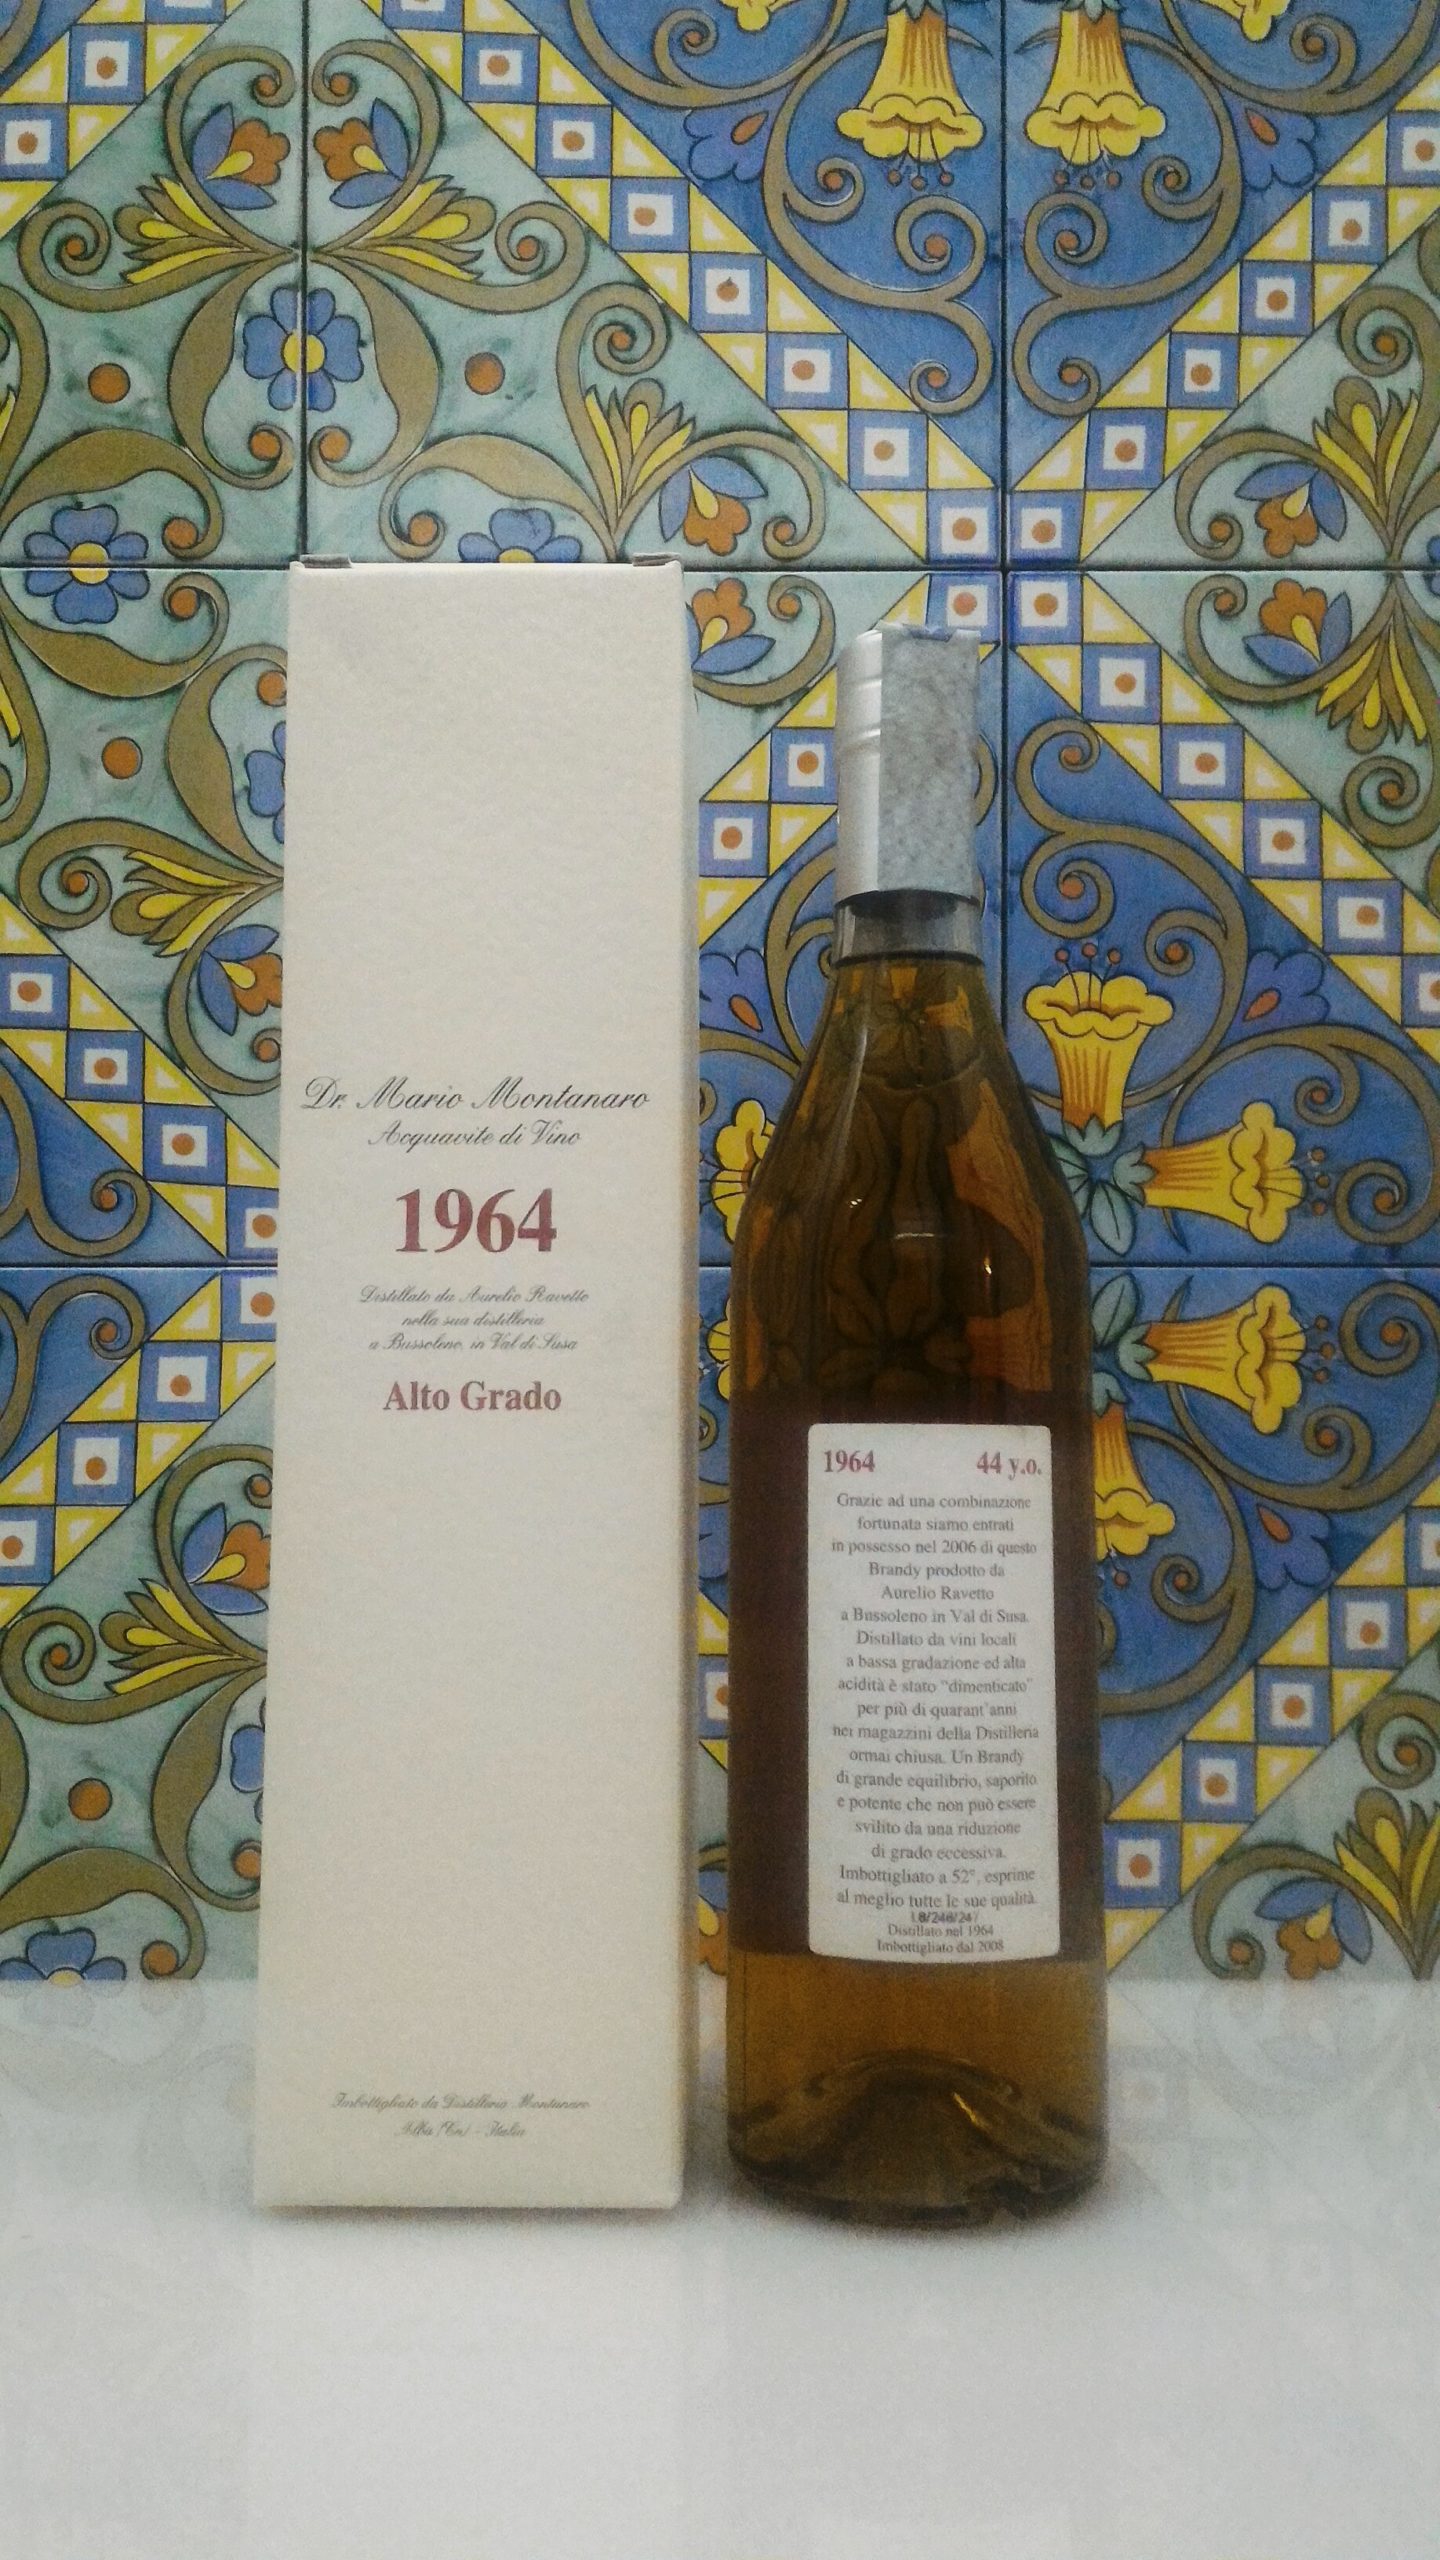 Dr. Mario Montanaro
Acquavite di Vino
1964
Distillato da Aurelio Ravetto
nella sua distilleria
a Bussoleno, in Val di Susa
Alto Grado
Imbottigliato da Distilleria Montanaro
Alba (Cn) - Italia
1964 44 y.o.
Grazie ad una combinazione
fortunata siamo entrati
in possesso nel 2006 di questo
Brandy prodotto da
Aurelio Ravetto
a Bussoleno in Val di Susa.
Distillato da vini locali
a bassa gradazione ed alta
acidità è stato "dimenticato"
per più di quarant'anni
nei magazzini della Distilleria
ormai chiusa. Un Brandy
di grande equilibrio, saporito
e potente che non può essere
svilito da una riduzione
di grado eccessiva.
Imbottigliato a 52°, esprime
al meglio tutte le sue qualità.
Distillato nel 1964
Imbottigliato dal 2008